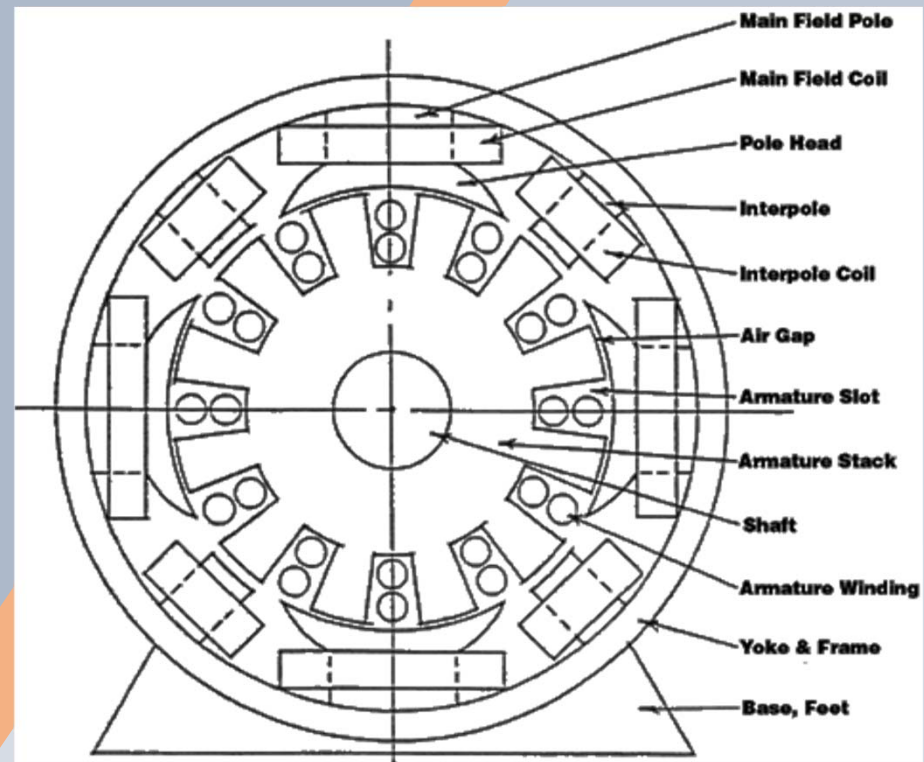 Main Field Pole
Main Field Coil
Pole Head
Interpole
Interpole Coil
Air Gap
Armature Slot
Armature Stack
Shaft
Armature Winding
Yoke & Frame
Base, Feet